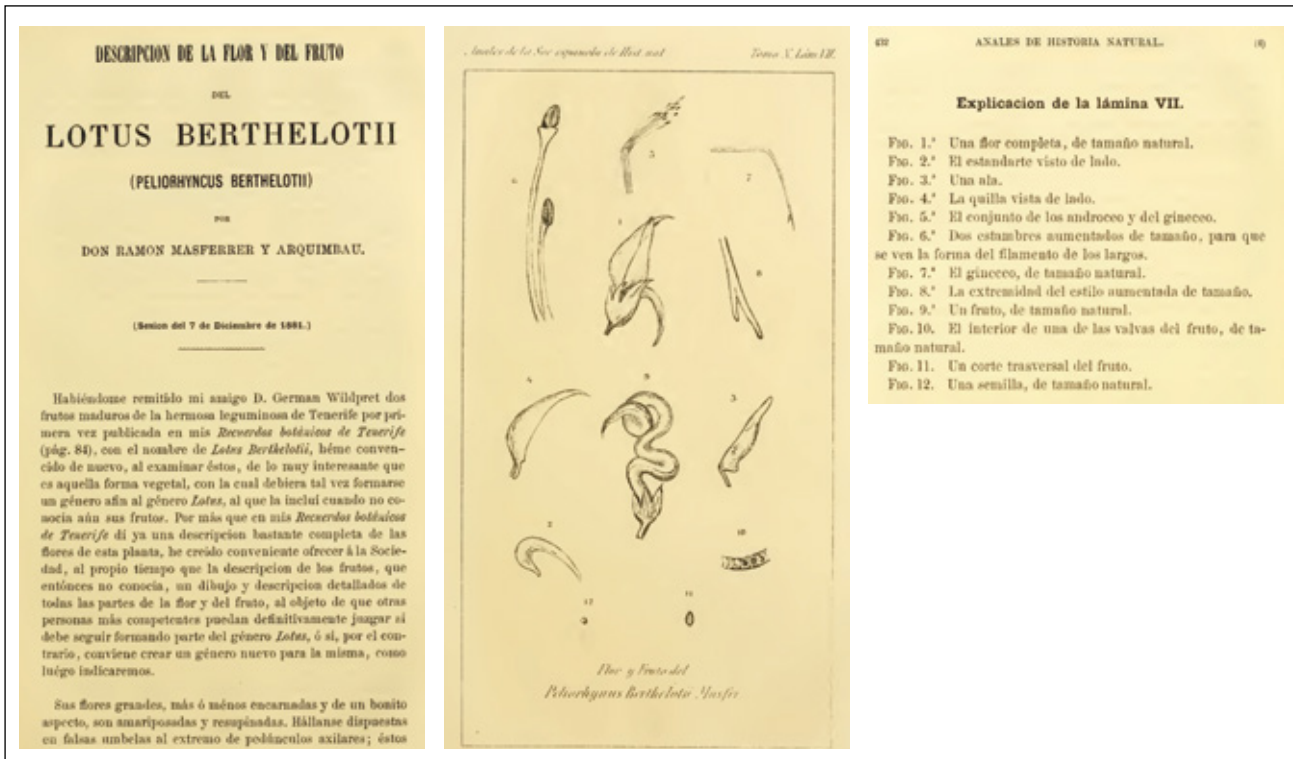 DESCRIPCION DE LA FLOR Y DEL FRUTO
DEL
LOTUS BERTHELOTII
(PELIORHYNCUS BERTHELOTII)
POR
DON RAMON MASFERRER Y ARQUIMBAU.
(Sesion del 7 de Diciembre de 1881.)
Habiéndome remitido mi amigo D. German Wildpret dos
frutos maduros de la hermosa leguminosa de Tenerife por pri-
mera vez publicada en mis Recuerdos botánicos de Tenerife
(pág. 84), con el nombre de Lotus Berthelotii, héme conven-
cido de nuevo, al examinar éstos, de lo muy interesante que
es aquella forma vegetal, con la cual debiera tal vez formarse
un género afin al género Lotus, al que la incluí cuando no co-
nocia aún sus frutos. Por más que en mis Recuerdos botánicos
de Tenerife dí ya una descripcion bastante completa de las
flores de esta planta, he creido conveniente ofrecer á la Socie-
dad, al propio tiempo que la descripcion de los frutos, que
entónces no conocia, un dibujo y descripcion detallados de
todas las partes de la flor y del fruto, al objeto de que otras
personas más competentes puedan definitivamente juzgar si
debe seguir formando parte del género Lotus, ó si, por el con-
trario, conviene crear un género nuevo para la misma, como
luégo indicaremos.
Sus flores grandes, más ó ménos encarnadas y de un bonito
aspecto, son amariposadas y resupinadas. Hállanse dispuestas
en falsas umbelas al extremo de pedúnculos axilares; éstos
Anales de la Soc española de Hist. nat.
Tomo X. Lám VII.
6
5
7
1
8
4
9
3
2
10
12
11
Flor y Fruto del
Peliorhynus Berthelotii Masfer
432
ANALES DE HISTORIA NATURAL.
(4)
Explicacion de la lámina VII.
FIG. 1.ª Una flor completa, de tamaño natural.
FIG. 2.ª El estandarte visto de lado.
FIG. 3.ª Una ala.
FIG. 4.ª La quilla vista de lado.
FIG. 5.ª El conjunto de los androceo y del gineceo.
FIG. 6.ª Dos estambres aumentados de tamaño, para que
se ven la forma del filamento de los largos.
FIG. 7.ª El gineceo, de tamaño natural.
FIG. 8.ª La extremidad del estilo aumentada de tamaño.
FIG. 9.ª Un fruto, de tamaño natural.
FIG. 10. El interior de una de las valvas del fruto, de ta-
maño natural.
FIG. 11. Un corte trasversal del fruto.
FIG. 12. Una semilla, de tamaño natural.